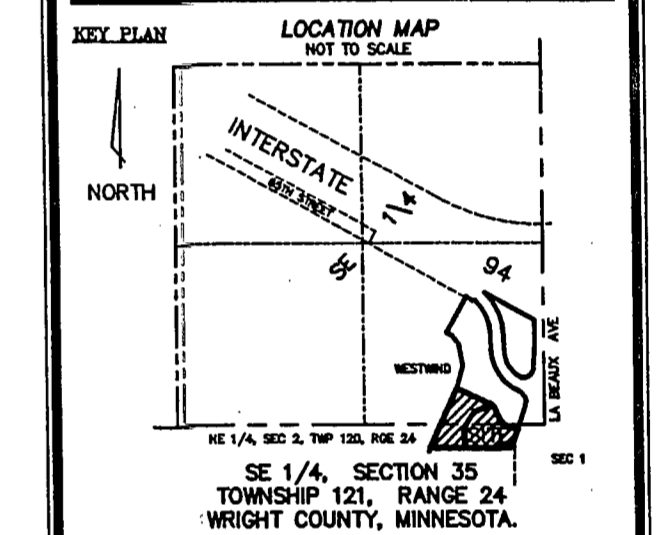 KEY PLAN
LOCATION MAP
NOT TO SCALE
NORTH
INTERSTATE
65TH STREET
SE 1/4
94
WESTWIND
LA BEAUX AVE
NE 1/4, SEC 2, TWP 120, RGE 24
SEC 1
SE 1/4, SECTION 35
TOWNSHIP 121, RANGE 24
WRIGHT COUNTY, MINNESOTA.